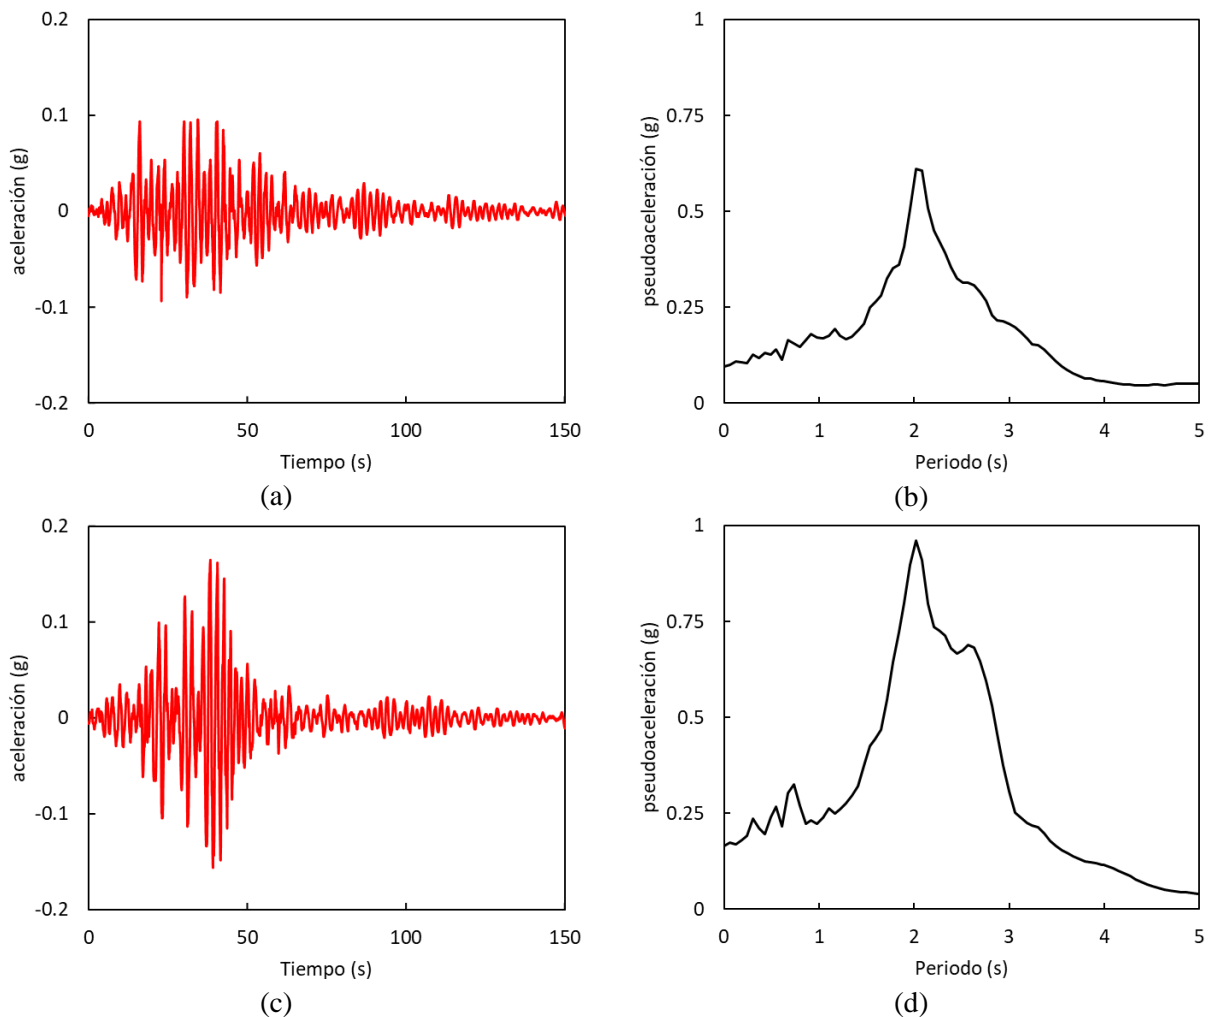 0.2
0.1
0
-0.1
-0.2
aceleración (g)
0 50 100 150
Tiempo (s)
(a)
1
0.75
0.5
0.25
0
pseudoaceleración (g)
0 1 2 3 4 5
Periodo (s)
(b)
0.2
0.1
0
-0.1
-0.2
aceleración (g)
0 50 100 150
Tiempo (s)
(c)
1
0.75
0.5
0.25
0
pseudoaceleración (g)
0 1 2 3 4 5
Periodo (s)
(d)